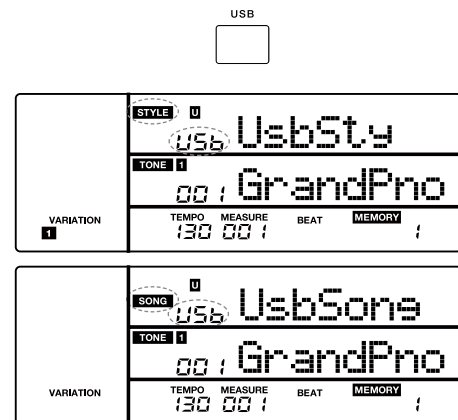 USB
STYLE U
USb UsbSty
TONE 1
001 GrandPno
VARIATION TEMPO MEASURE BEAT MEMORY
1 130 001 1
SONG U
USb UsbSong
TONE 1
001 GrandPno
VARIATION TEMPO MEASURE BEAT MEMORY
130 001 1